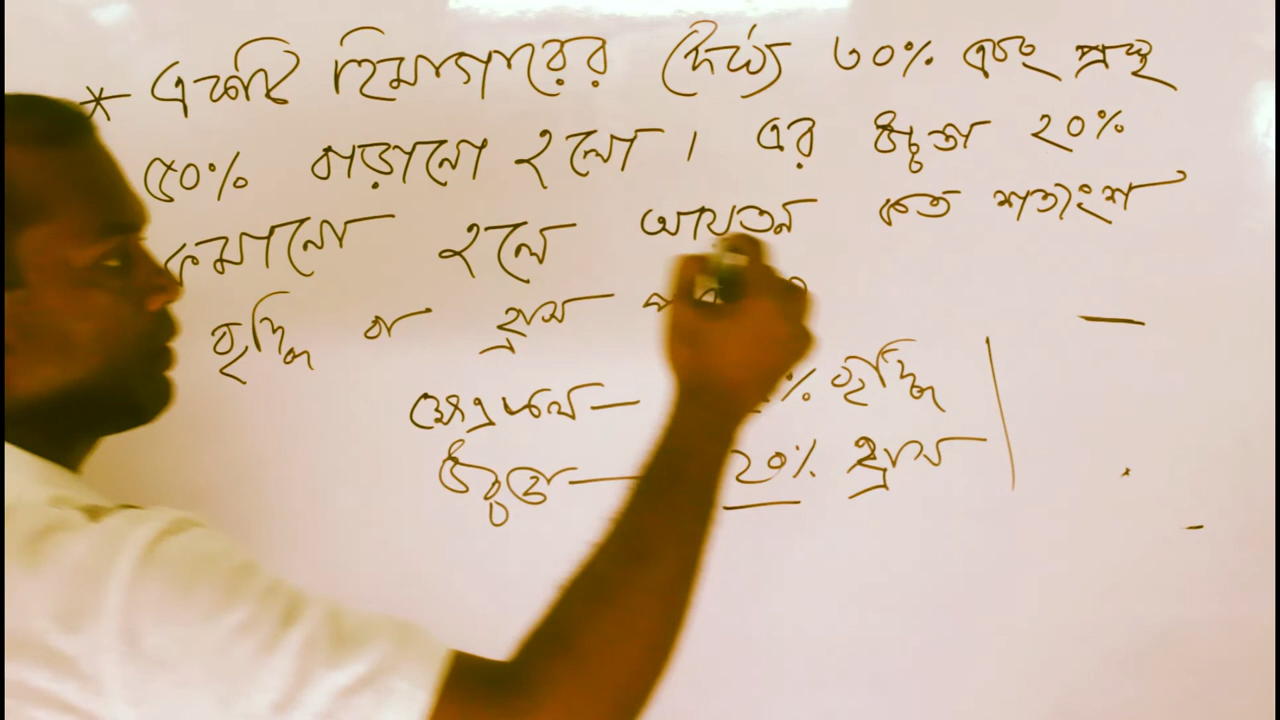 * একটি হিমাগারের দৈর্ঘ্য ৩০% এবং প্রস্থ
৫০% বাড়ানো হলো। এর উচ্চতা ২০%
কমানো হলে আয়তন কত শতাংশ
বৃদ্ধি বা হ্রাস
ক্ষেত্রফল — % বৃদ্ধি
উচ্চতা — ২০% হ্রাস